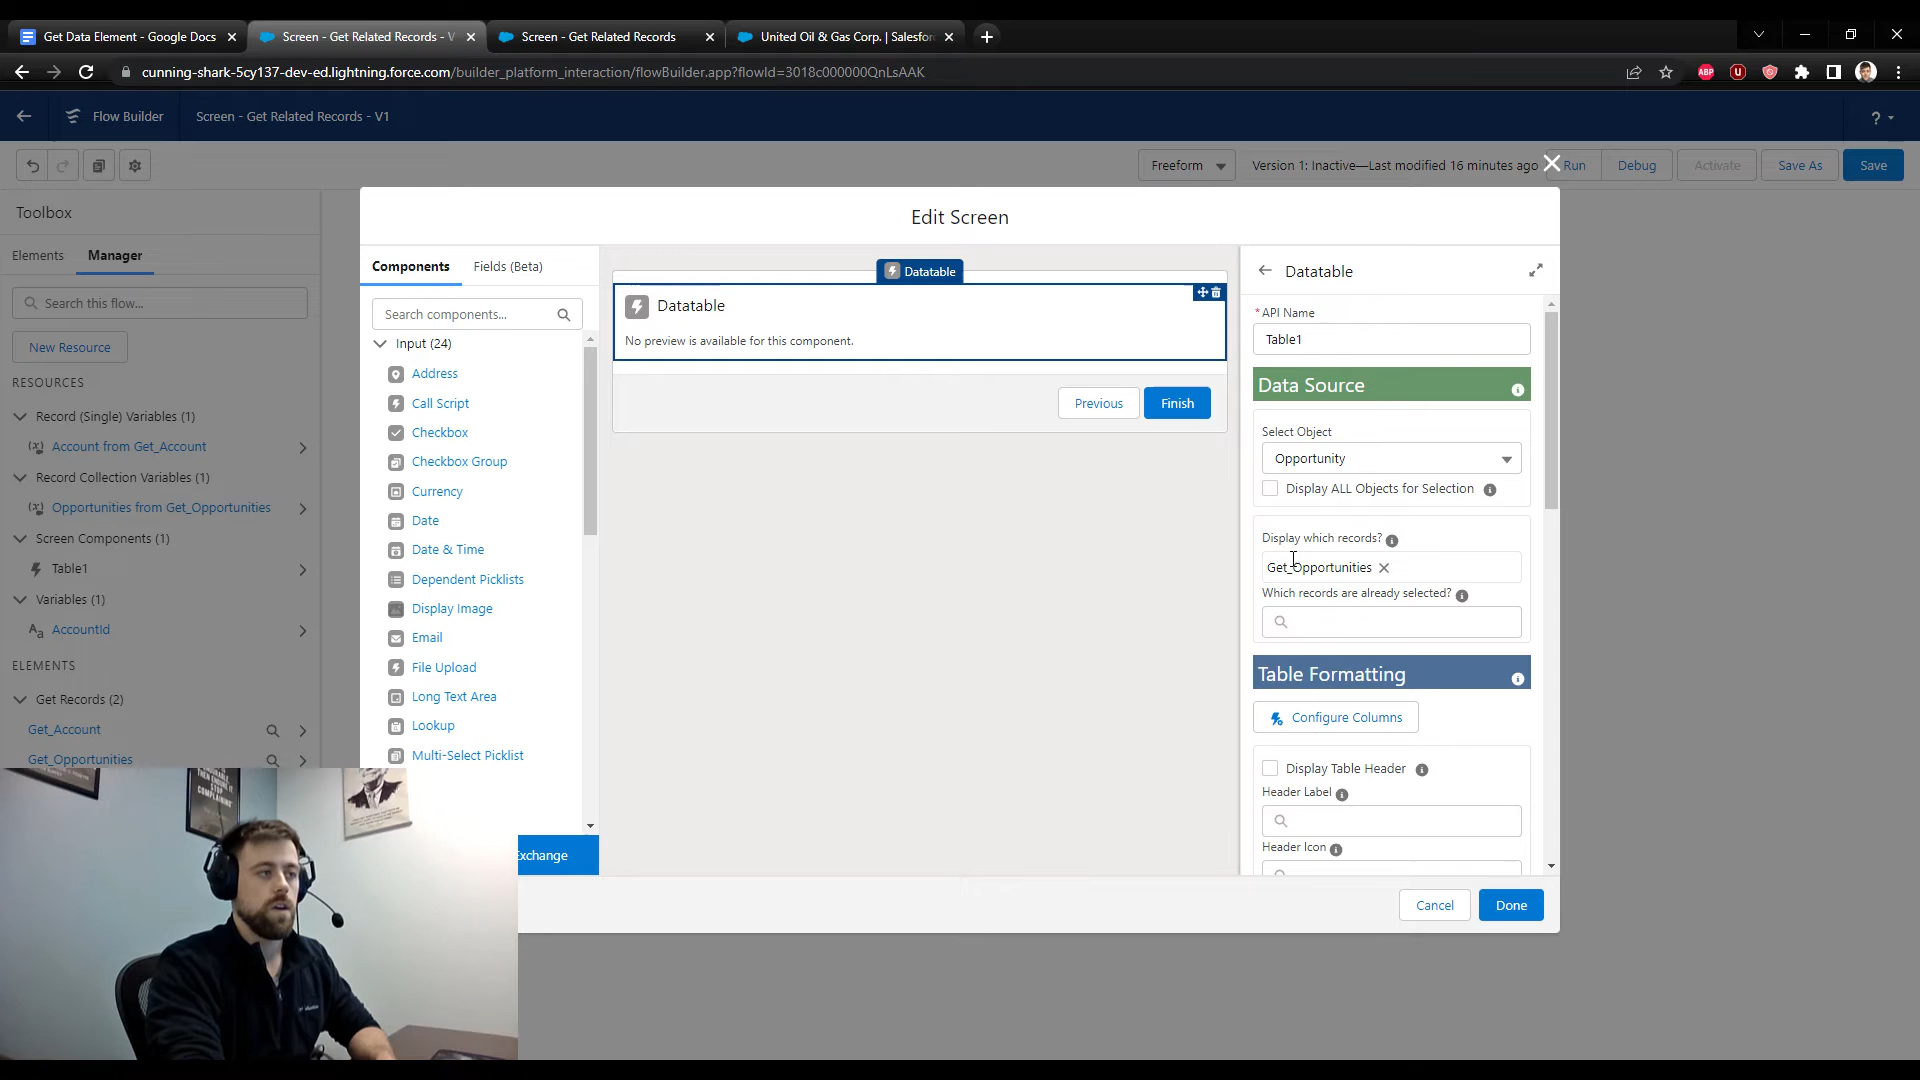 Get Data Element - Google Docs
Screen - Get Related Records - V
Screen - Get Related Records
United Oil & Gas Corp. | Salesfor
cunning-shark-5cy137-dev-ed.lightning.force.com/builder_platform_interaction/flowBuilder.app?flowId=3018c000000QnLsAAK
ABP
Flow Builder
Screen - Get Related Records - V1
?
Freeform
Version 1: Inactive—Last modified 16 minutes ago
Run
Debug
Activate
Save As
Save
Toolbox
Elements
Manager
Search this flow...
New Resource
RESOURCES
Record (Single) Variables (1)
Account from Get_Account
Record Collection Variables (1)
Opportunities from Get_Opportunities
Screen Components (1)
Table1
Variables (1)
AccountId
ELEMENTS
Get Records (2)
Get_Account
Get_Opportunities
Edit Screen
Components
Fields (Beta)
Search components...
Input (24)
Address
Call Script
Checkbox
Checkbox Group
Currency
Date
Date & Time
Dependent Picklists
Display Image
Email
File Upload
Long Text Area
Lookup
Multi-Select Picklist
Exchange
Datatable
Datatable
No preview is available for this component.
Previous
Finish
Datatable
* API Name
Table1
Data Source
Select Object
Opportunity
Display ALL Objects for Selection
Display which records?
Get_Opportunities
Which records are already selected?
Table Formatting
Configure Columns
Display Table Header
Header Label
Header Icon
Cancel
Done
THEN ENDURE
STOP
COMPLAINING